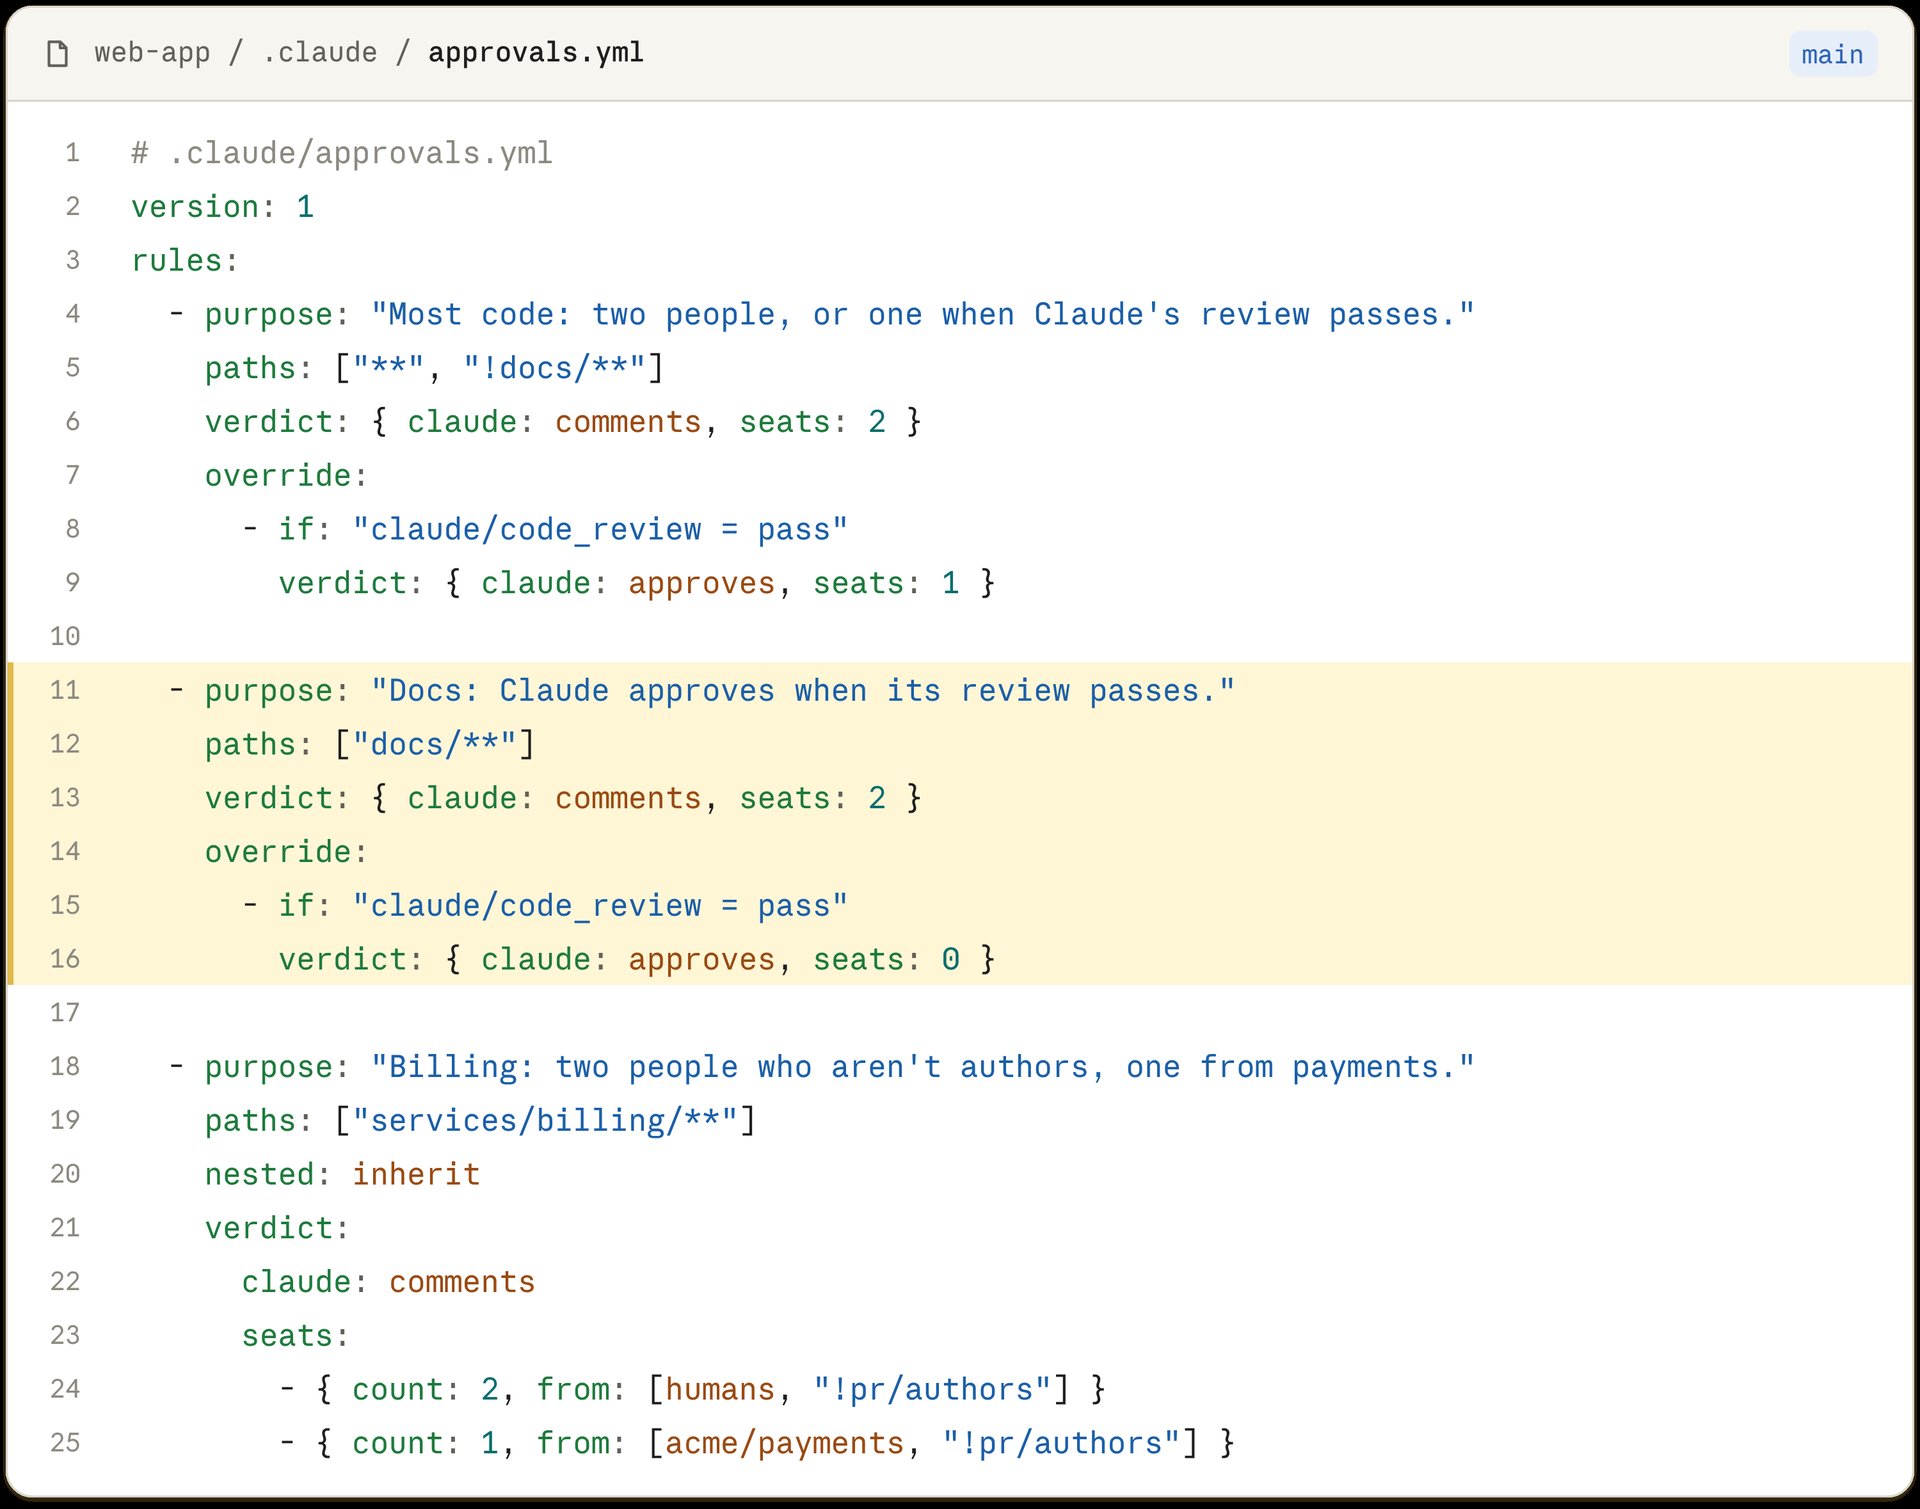 web-app / .claude / approvals.yml
main
1 # .claude/approvals.yml
2 version: 1
3 rules:
4   - purpose: "Most code: two people, or one when Claude's review passes."
5     paths: ["**", "!docs/**"]
6     verdict: { claude: comments, seats: 2 }
7     override:
8       - if: "claude/code_review = pass"
9         verdict: { claude: approves, seats: 1 }
10
11   - purpose: "Docs: Claude approves when its review passes."
12     paths: ["docs/**"]
13     verdict: { claude: comments, seats: 2 }
14     override:
15       - if: "claude/code_review = pass"
16         verdict: { claude: approves, seats: 0 }
17
18   - purpose: "Billing: two people who aren't authors, one from payments."
19     paths: ["services/billing/**"]
20     nested: inherit
21     verdict:
22       claude: comments
23       seats:
24         - { count: 2, from: [humans, "!pr/authors"] }
25         - { count: 1, from: [acme/payments, "!pr/authors"] }